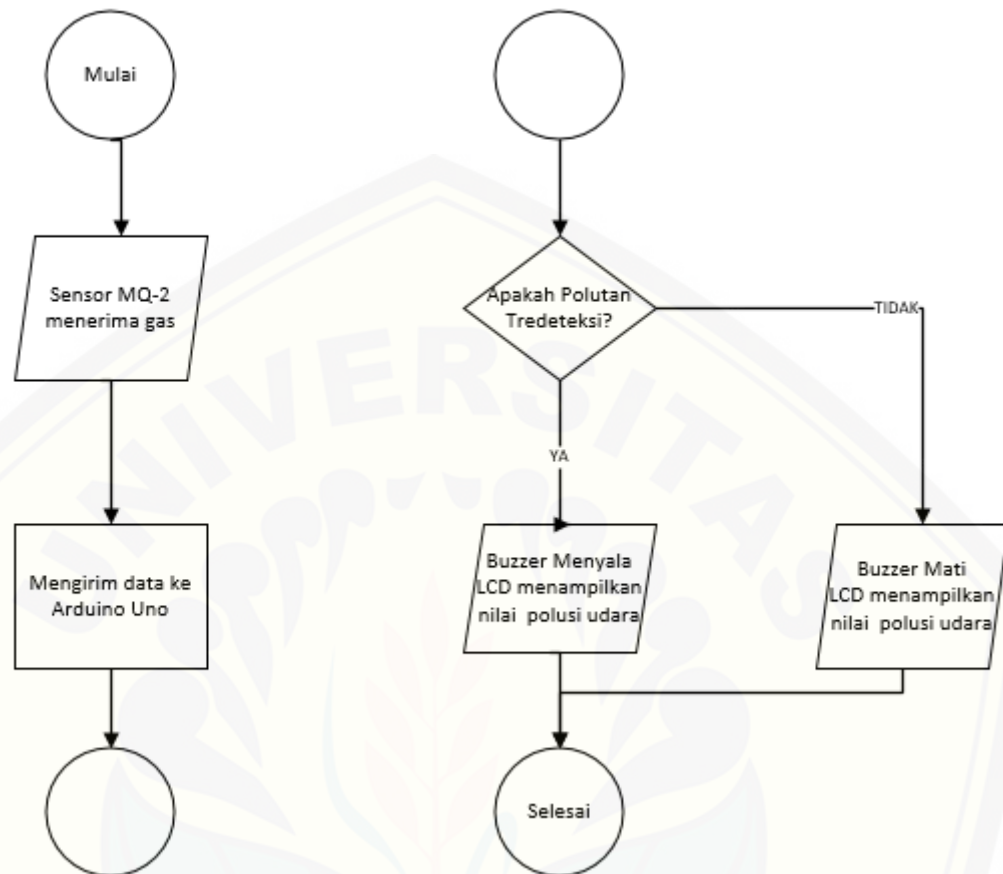 Mulai
Sensor MQ-2
menerima gas
Mengirim data ke
Arduino Uno
Apakah Polutan
Tredeteksi?
TIDAK
YA
Buzzer Menyala
LCD menampilkan
nilai polusi udara
Buzzer Mati
LCD menampilkan
nilai polusi udara
Selesai
UNIVERSITAS